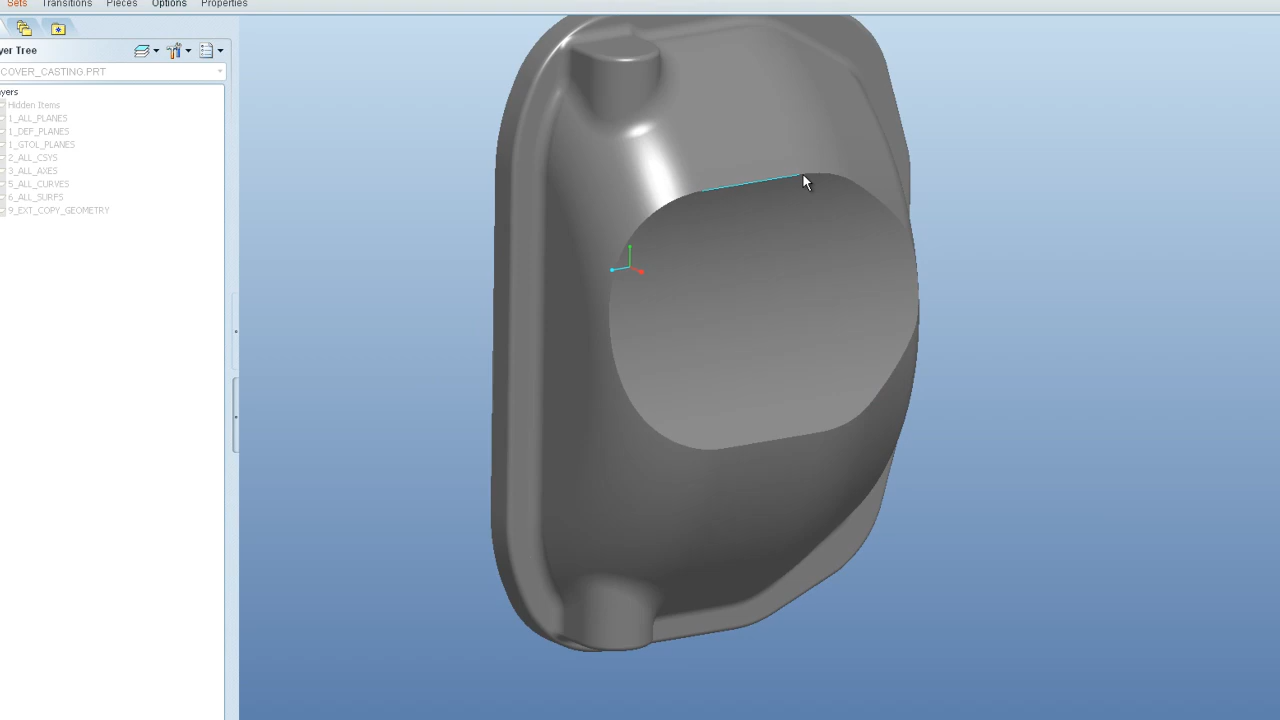 Sets Transitions Pieces Options Properties
yer Tree
COVER_CASTING.PRT
yers
Hidden Items
1_ALL_PLANES
1_DEF_PLANES
1_GTOL_PLANES
2_ALL_CSYS
3_ALL_AXES
5_ALL_CURVES
6_ALL_SURFS
9_EXT_COPY_GEOMETRY